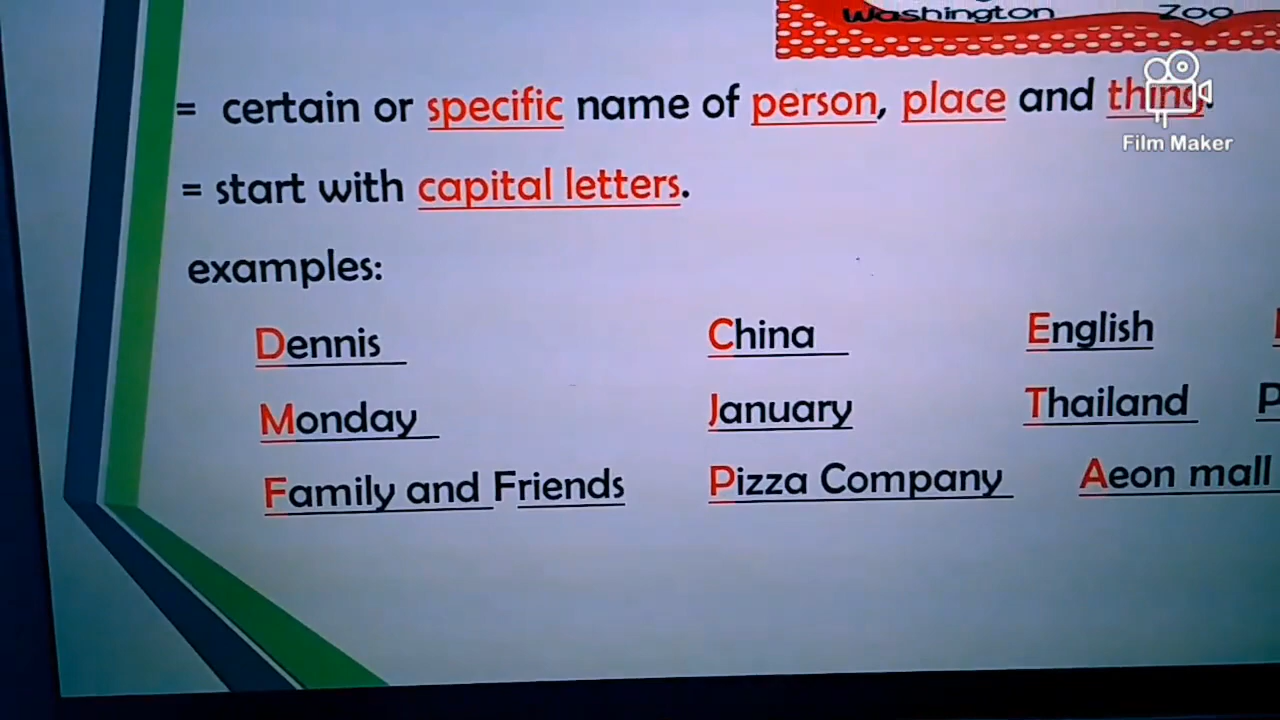 Washington Zoo
= certain or specific name of person, place and thing.
Film Maker
= start with capital letters.
examples:
Dennis China English
Monday January Thailand P
Family and Friends Pizza Company Aeon mall